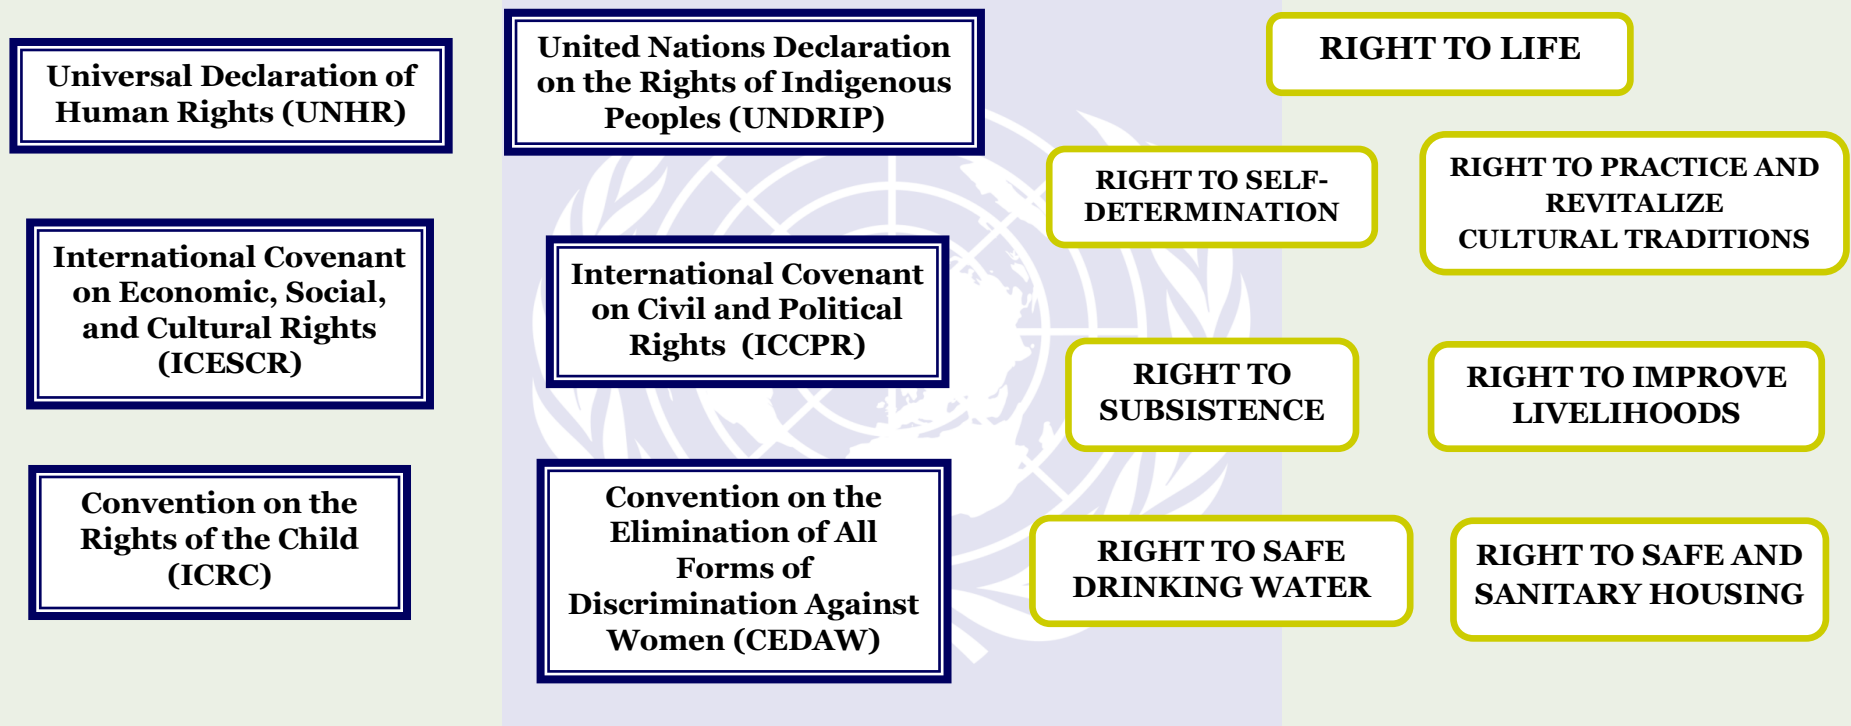 Universal Declaration of
Human Rights (UNHR)
International Covenant
on Economic, Social,
and Cultural Rights
(ICESCR)
Convention on the
Rights of the Child
(ICRC)
United Nations Declaration
on the Rights of Indigenous
Peoples (UNDRIP)
International Covenant
on Civil and Political
Rights  (ICCPR)
Convention on the
Elimination of All
Forms of
Discrimination Against
Women (CEDAW)
RIGHT TO LIFE
RIGHT TO SELF-
DETERMINATION
RIGHT TO PRACTICE AND
REVITALIZE
CULTURAL TRADITIONS
RIGHT TO
SUBSISTENCE
RIGHT TO IMPROVE
LIVELIHOODS
RIGHT TO SAFE
DRINKING WATER
RIGHT TO SAFE AND
SANITARY HOUSING